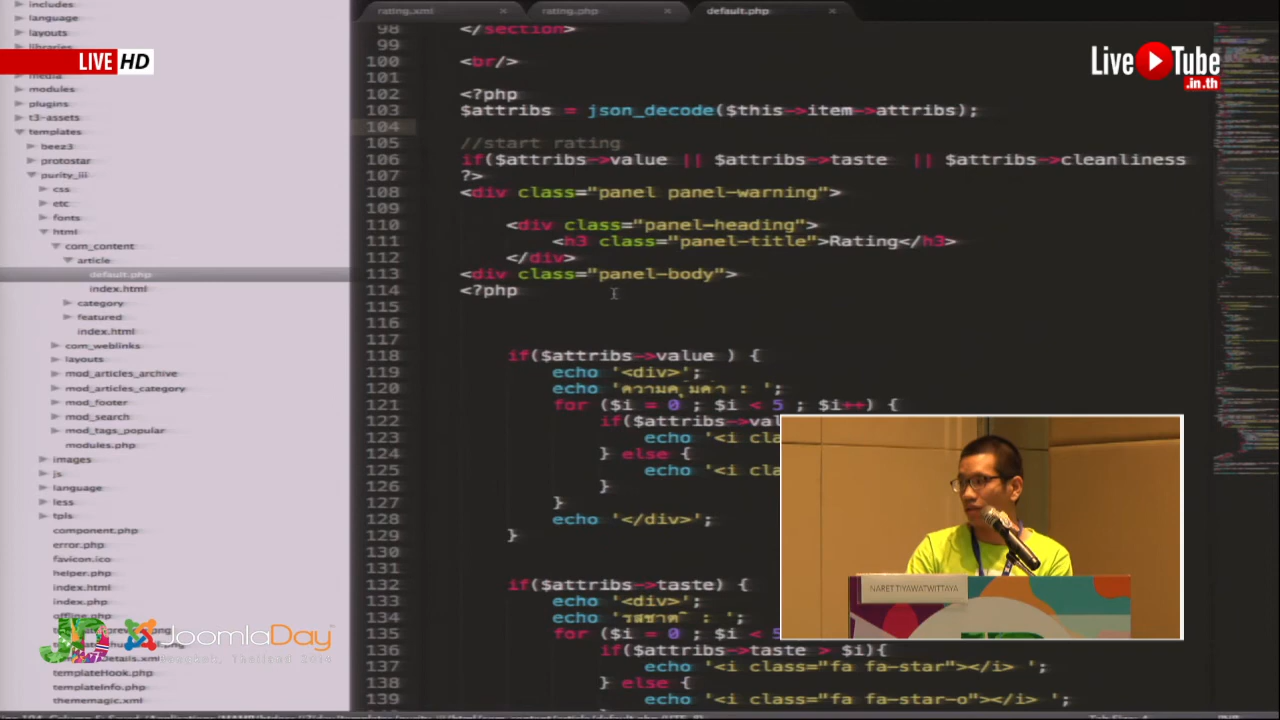 includes
language
layouts
libraries
media
modules
plugins
t3-assets
templates
beez3
protostar
purity_iii
css
etc
fonts
html
com_content
article
default.php
index.html
category
featured
index.html
com_weblinks
layouts
mod_articles_archive
mod_articles_category
mod_footer
mod_search
mod_tags_popular
modules.php
images
js
language
less
tpls
component.php
error.php
favicon.ico
helper.php
index.html
index.php
offline.php
templateHook.php
templateInfo.php
thememagic.xml
LIVE HD
rating.xml
rating.php
default.php
98 </section>
99
100 <br/>
101
102 <?php
103 $attribs = json_decode($this->item->attribs);
104
105 //start rating
106 if($attribs->value || $attribs->taste || $attribs->cleanliness
107 ?>
108 <div class="panel panel-warning">
109
110 <div class="panel-heading">
111 <h3 class="panel-title">Rating</h3>
112 </div>
113 <div class="panel-body">
114 <?php
115
116
117
118 if($attribs->value ) {
119 echo '<div>';
120 echo 'ความคุ้มค่า : ';
121 for ($i = 0 ; $i < 5 ; $i++) {
122 if($attribs->val
123 echo '<i cla
124 } else {
125 echo '<i cla
126 }
127 }
128 echo '</div>';
129 }
130
131
132 if($attribs->taste) {
133 echo '<div>';
134 echo 'รสชาติ : ';
135 for ($i = 0 ; $i < 5
136 if($attribs->taste > $i){
137 echo '<i class="fa fa-star"></i> ';
138 } else {
139 echo '<i class="fa fa-star-o"></i> ';
Live Tube
.in.th
NARET TIYAWATWITTAYA
JoomlaDay